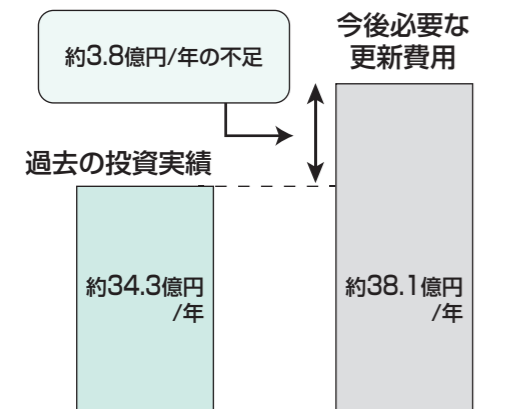 約3.8億円/年の不足
今後必要な
更新費用
過去の投資実績
約34.3億円
/年
約38.1億円
/年